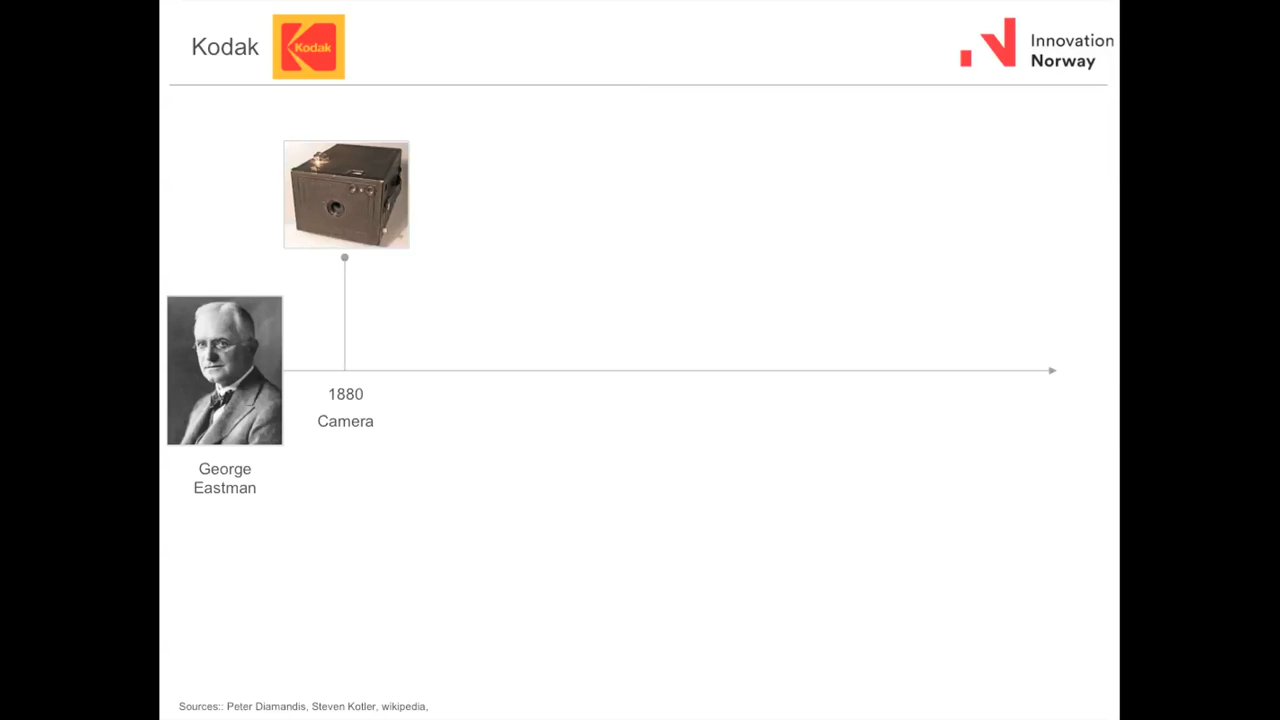 Kodak
Kodak
Innovation
Norway
1880
Camera
George
Eastman
Sources:: Peter Diamandis, Steven Kotler, wikipedia,